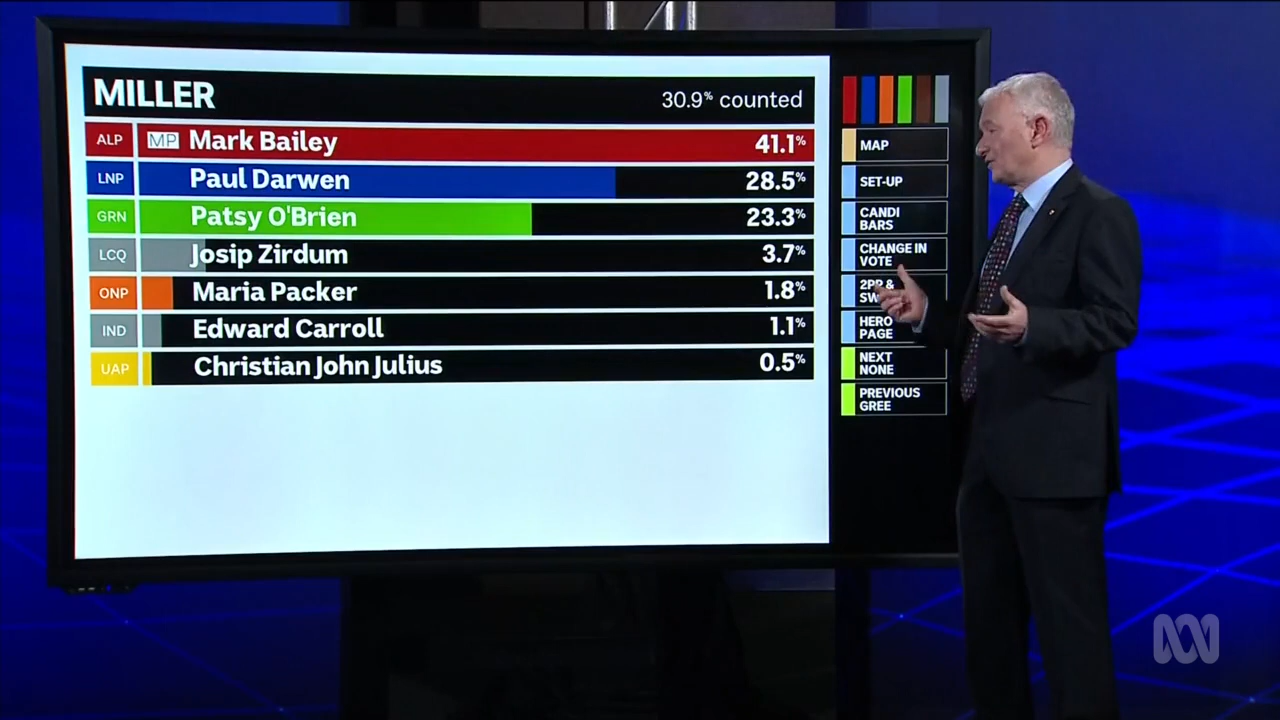 MILLER
30.9% counted
ALP MP Mark Bailey 41.1%
LNP Paul Darwen 28.5%
GRN Patsy O'Brien 23.3%
LCQ Josip Zirdum 3.7%
ONP Maria Packer 1.8%
IND Edward Carroll 1.1%
UAP Christian John Julius 0.5%
MAP
SET-UP
CANDI
BARS
CHANGE IN
VOTE
2PP &
HERO
PAGE
NEXT
NONE
PREVIOUS
GREE